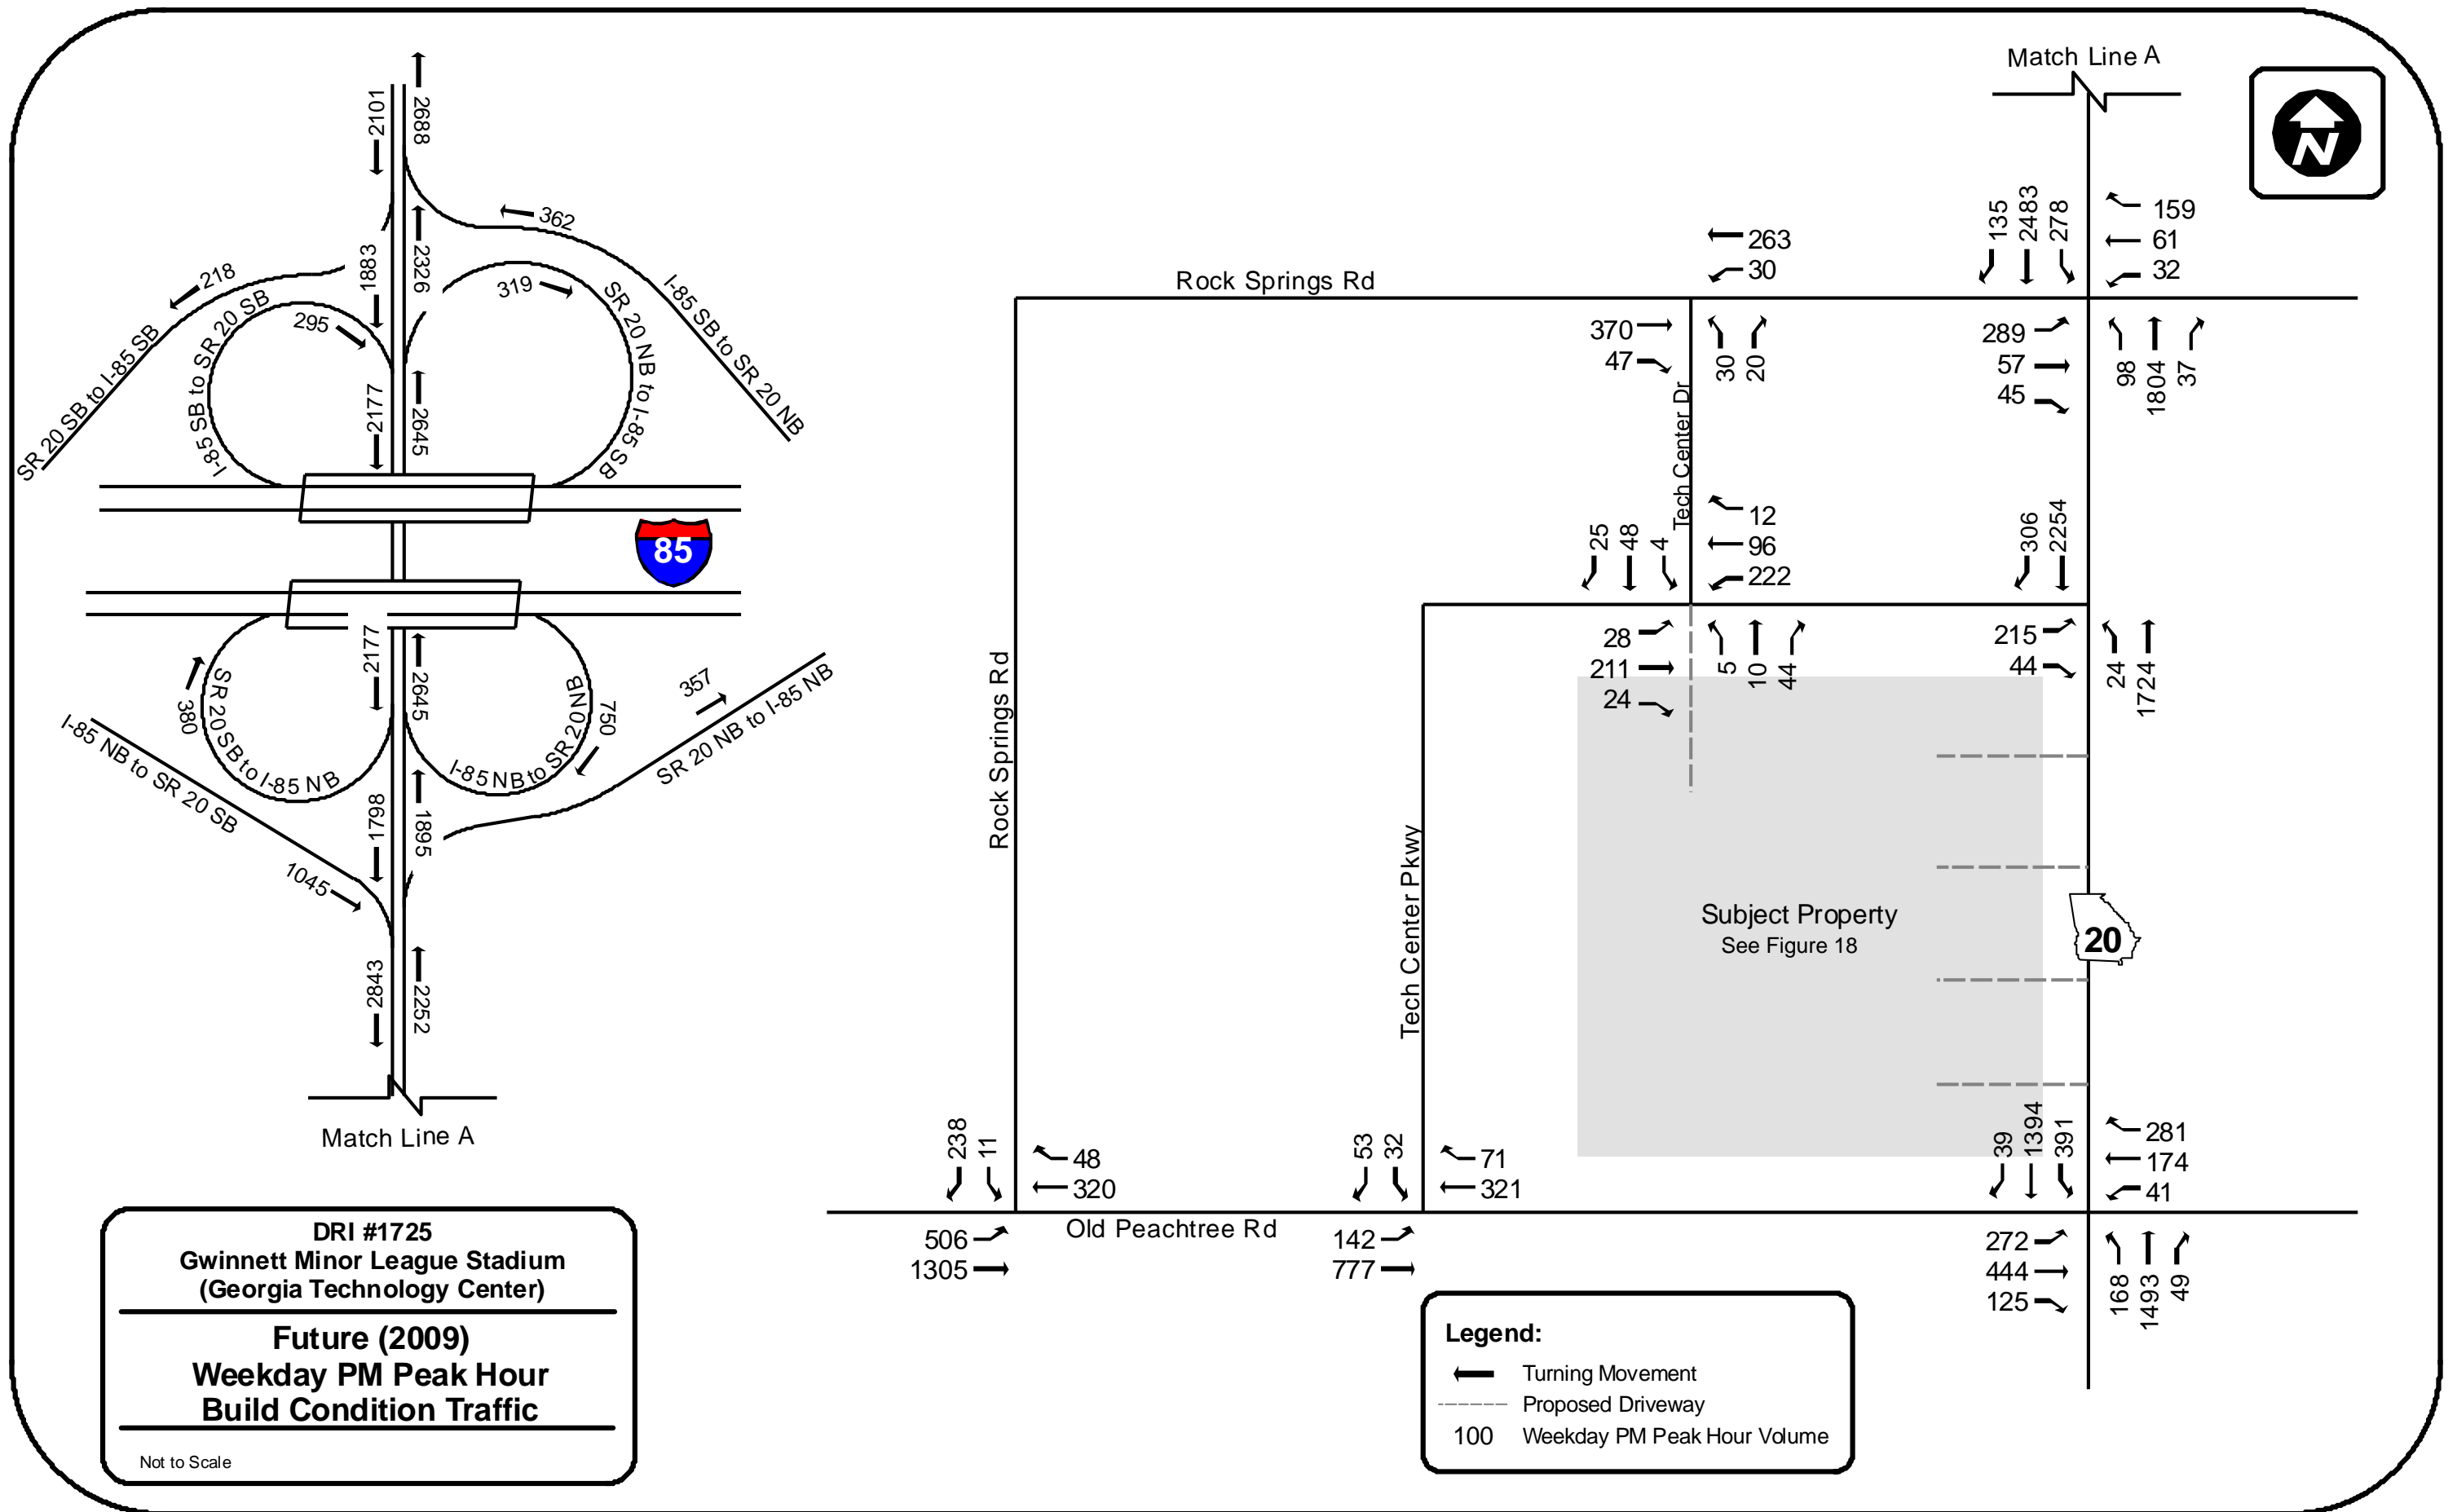 2101
2688
362
2326
1883
218
319
295
2177
2645
SR 20 SB to I-85 SB
I-85 SB to SR 20 SB
SR 20 NB to I-85 SB
I-85 SB to SR 20 NB
85
2177
2645
380
SR 20 SB to I-85 NB
I-85 NB to SR 20 SB
I-85 NB to SR 20 NB
750
357
SR 20 NB to I-85 NB
1798
1895
1045
2843
2252
Match Line A
Match Line A
N
Rock Springs Rd
263
30
370
47
30
20
135
2483
278
159
61
32
289
57
45
98
1804
37
Tech Center Dr
25
48
4
12
96
222
28
211
24
5
10
44
306
2254
215
44
24
1724
Rock Springs Rd
Tech Center Pkwy
Subject Property
See Figure 18
20
238
11
48
320
506
1305
Old Peachtree Rd
53
32
71
321
142
777
39
1394
391
281
174
41
272
444
125
168
1493
49
DRI #1725
Gwinnett Minor League Stadium
(Georgia Technology Center)
Future (2009)
Weekday PM Peak Hour
Build Condition Traffic
Not to Scale
Legend:
Turning Movement
Proposed Driveway
100 Weekday PM Peak Hour Volume